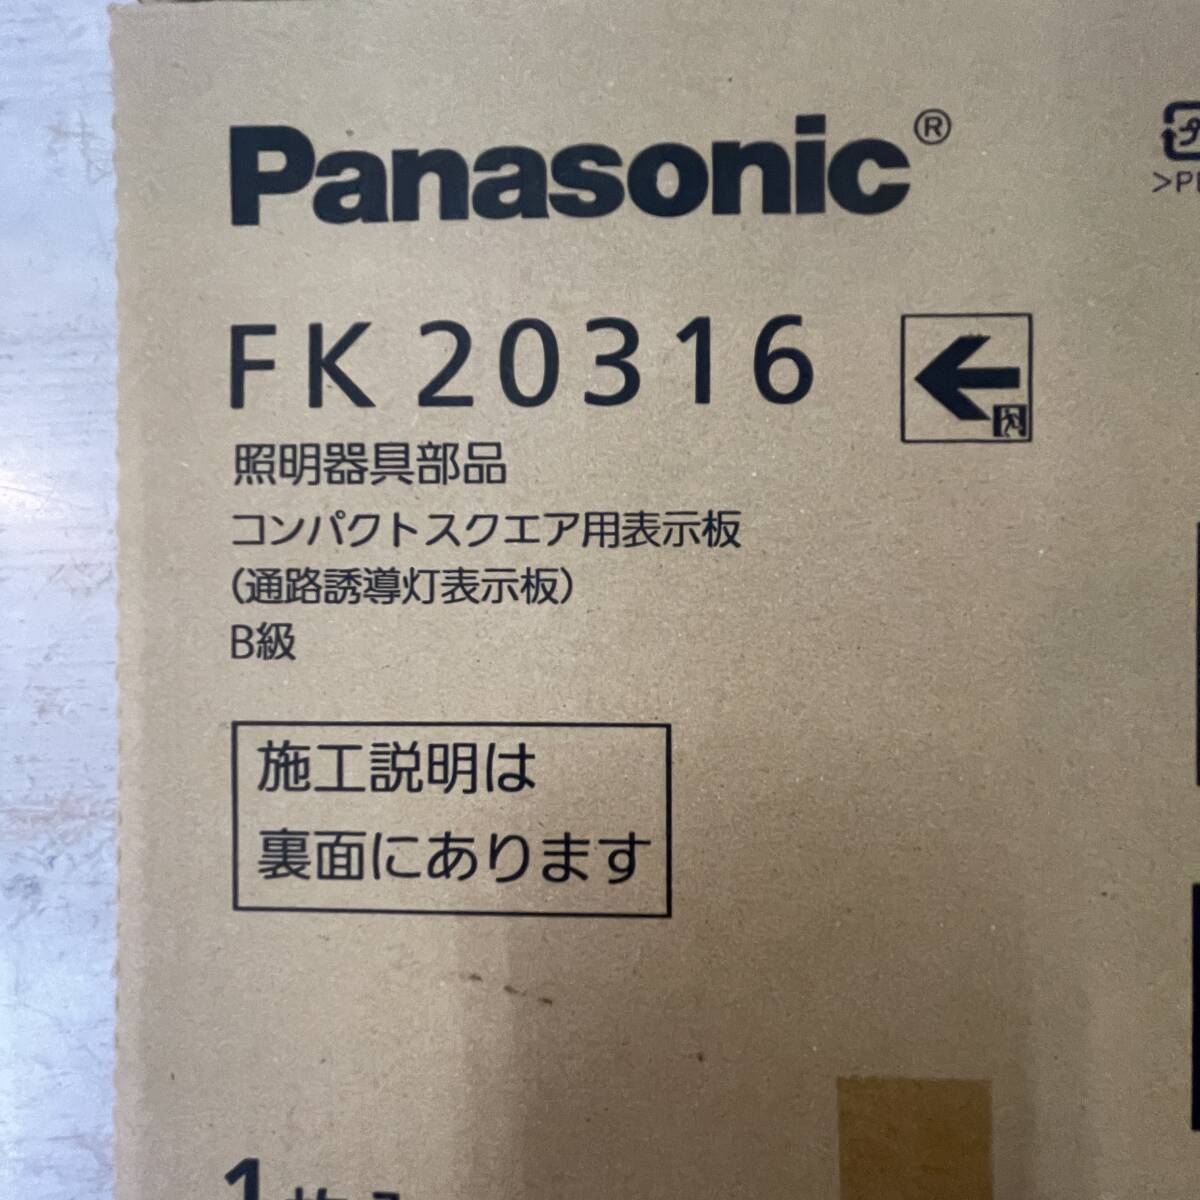 Panasonic®
FK20316
照明器具部品
コンパクトスクエア用表示板
(通路誘導灯表示板)
B級
施工説明は
裏面にあります